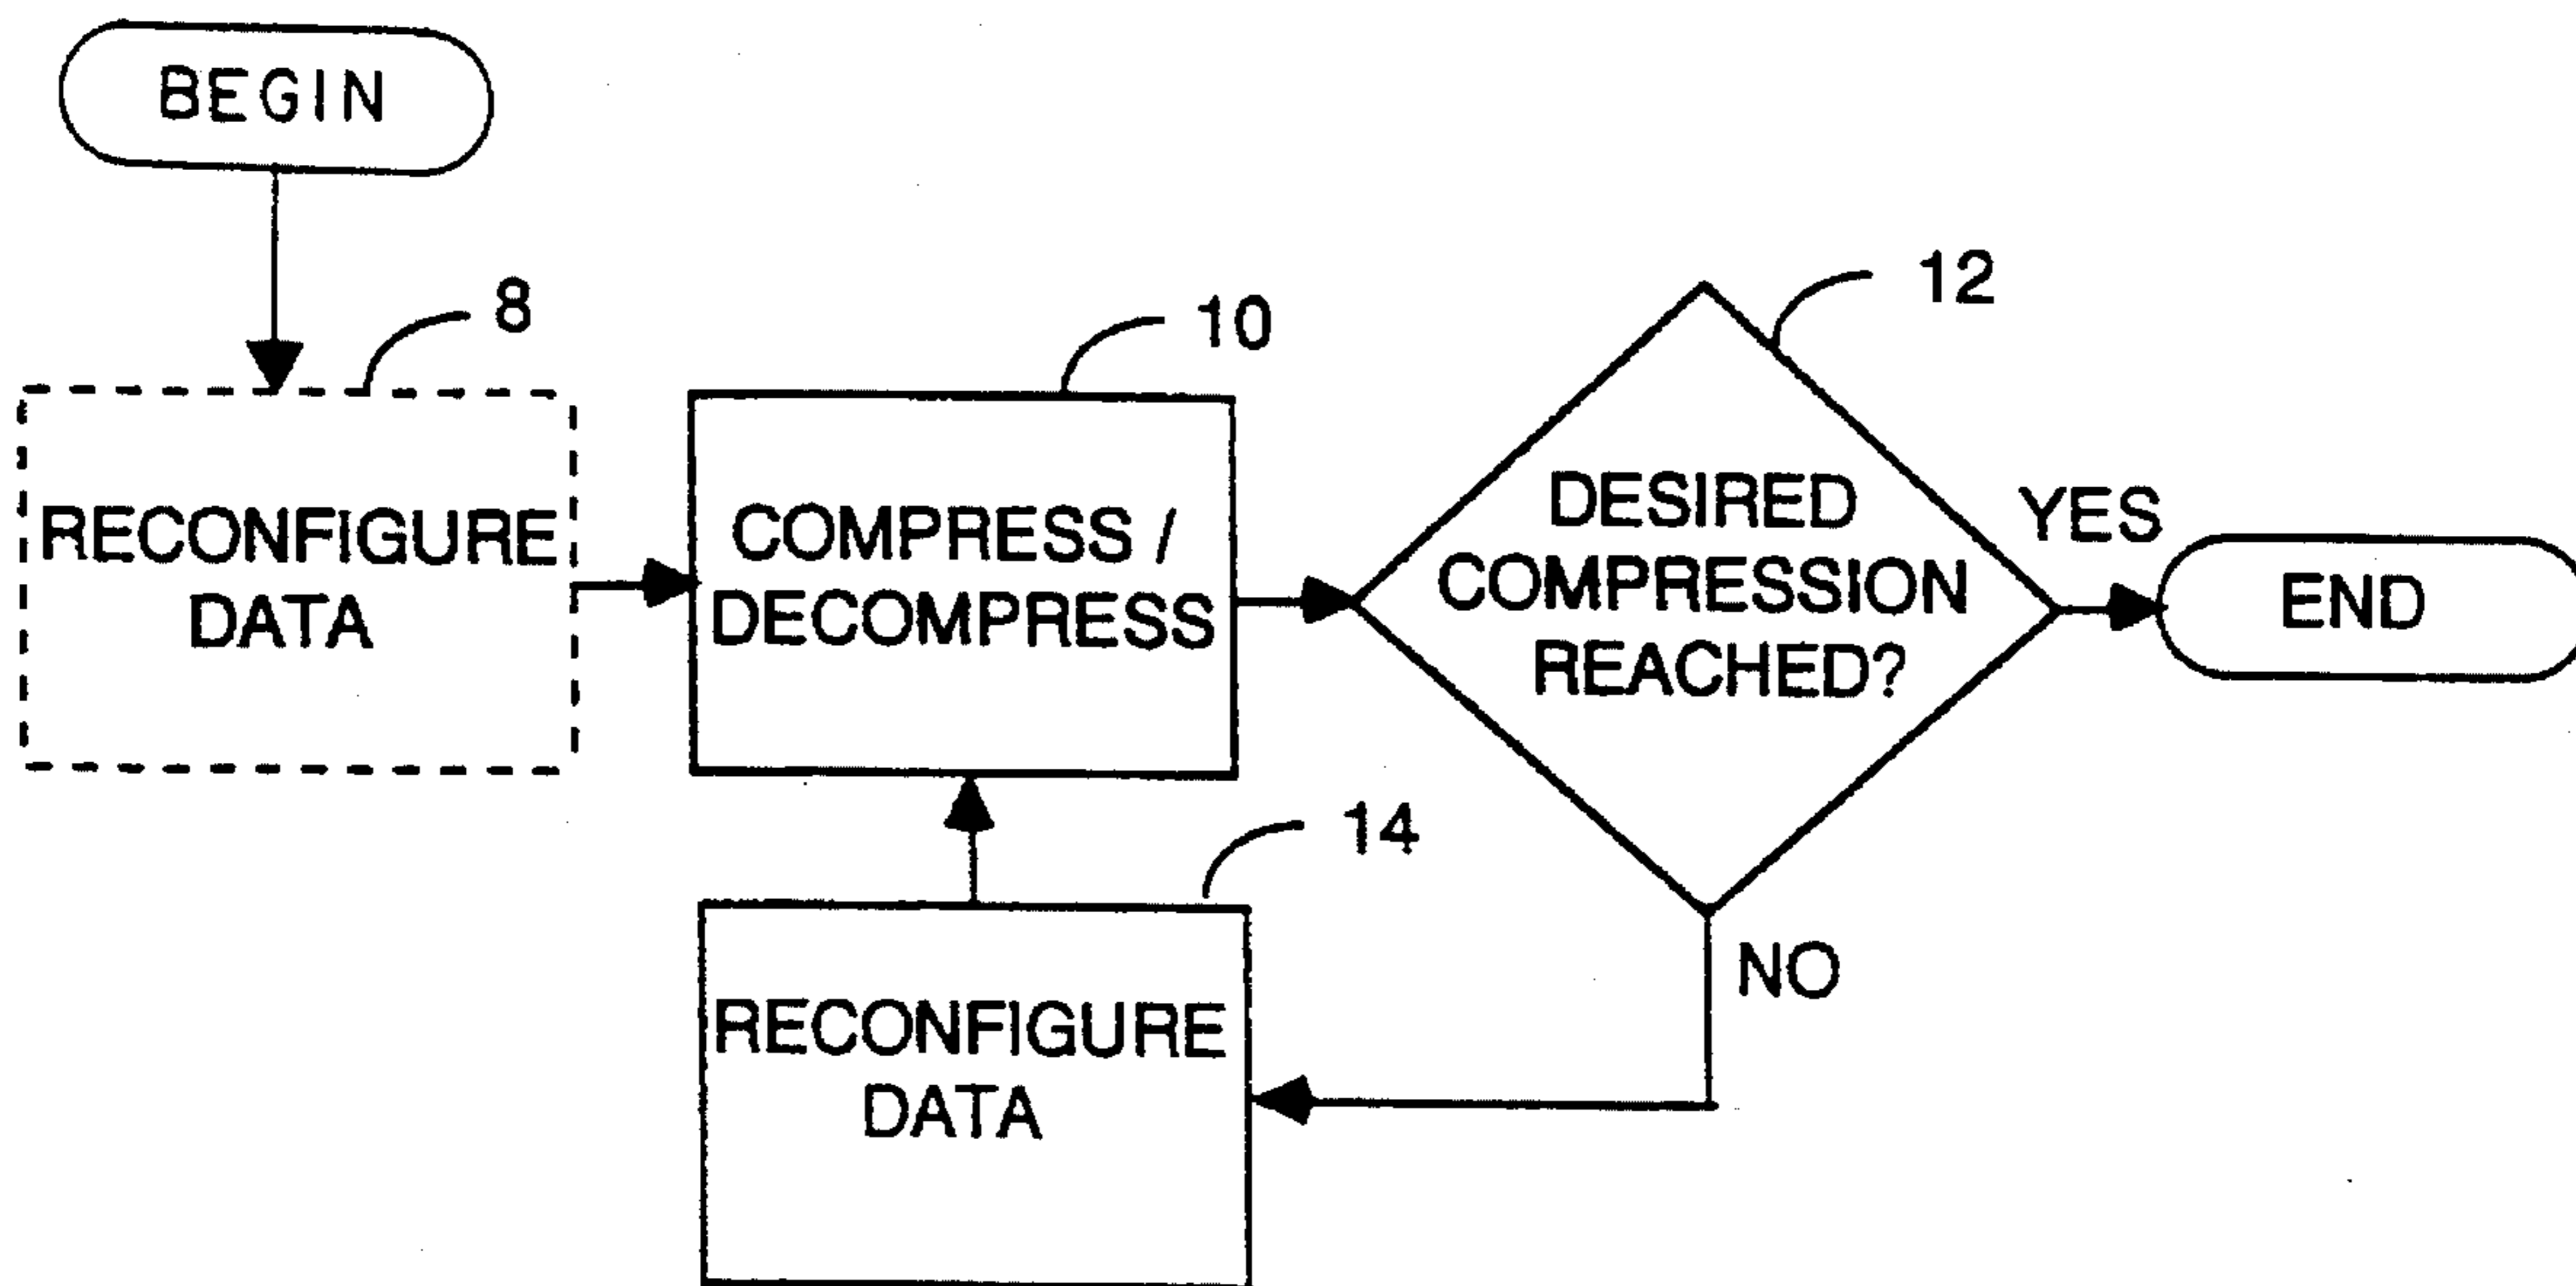 BEGIN
8
RECONFIGURE
DATA
10
COMPRESS /
DECOMPRESS
12
DESIRED
COMPRESSION
REACHED?
YES
END
NO
14
RECONFIGURE
DATA